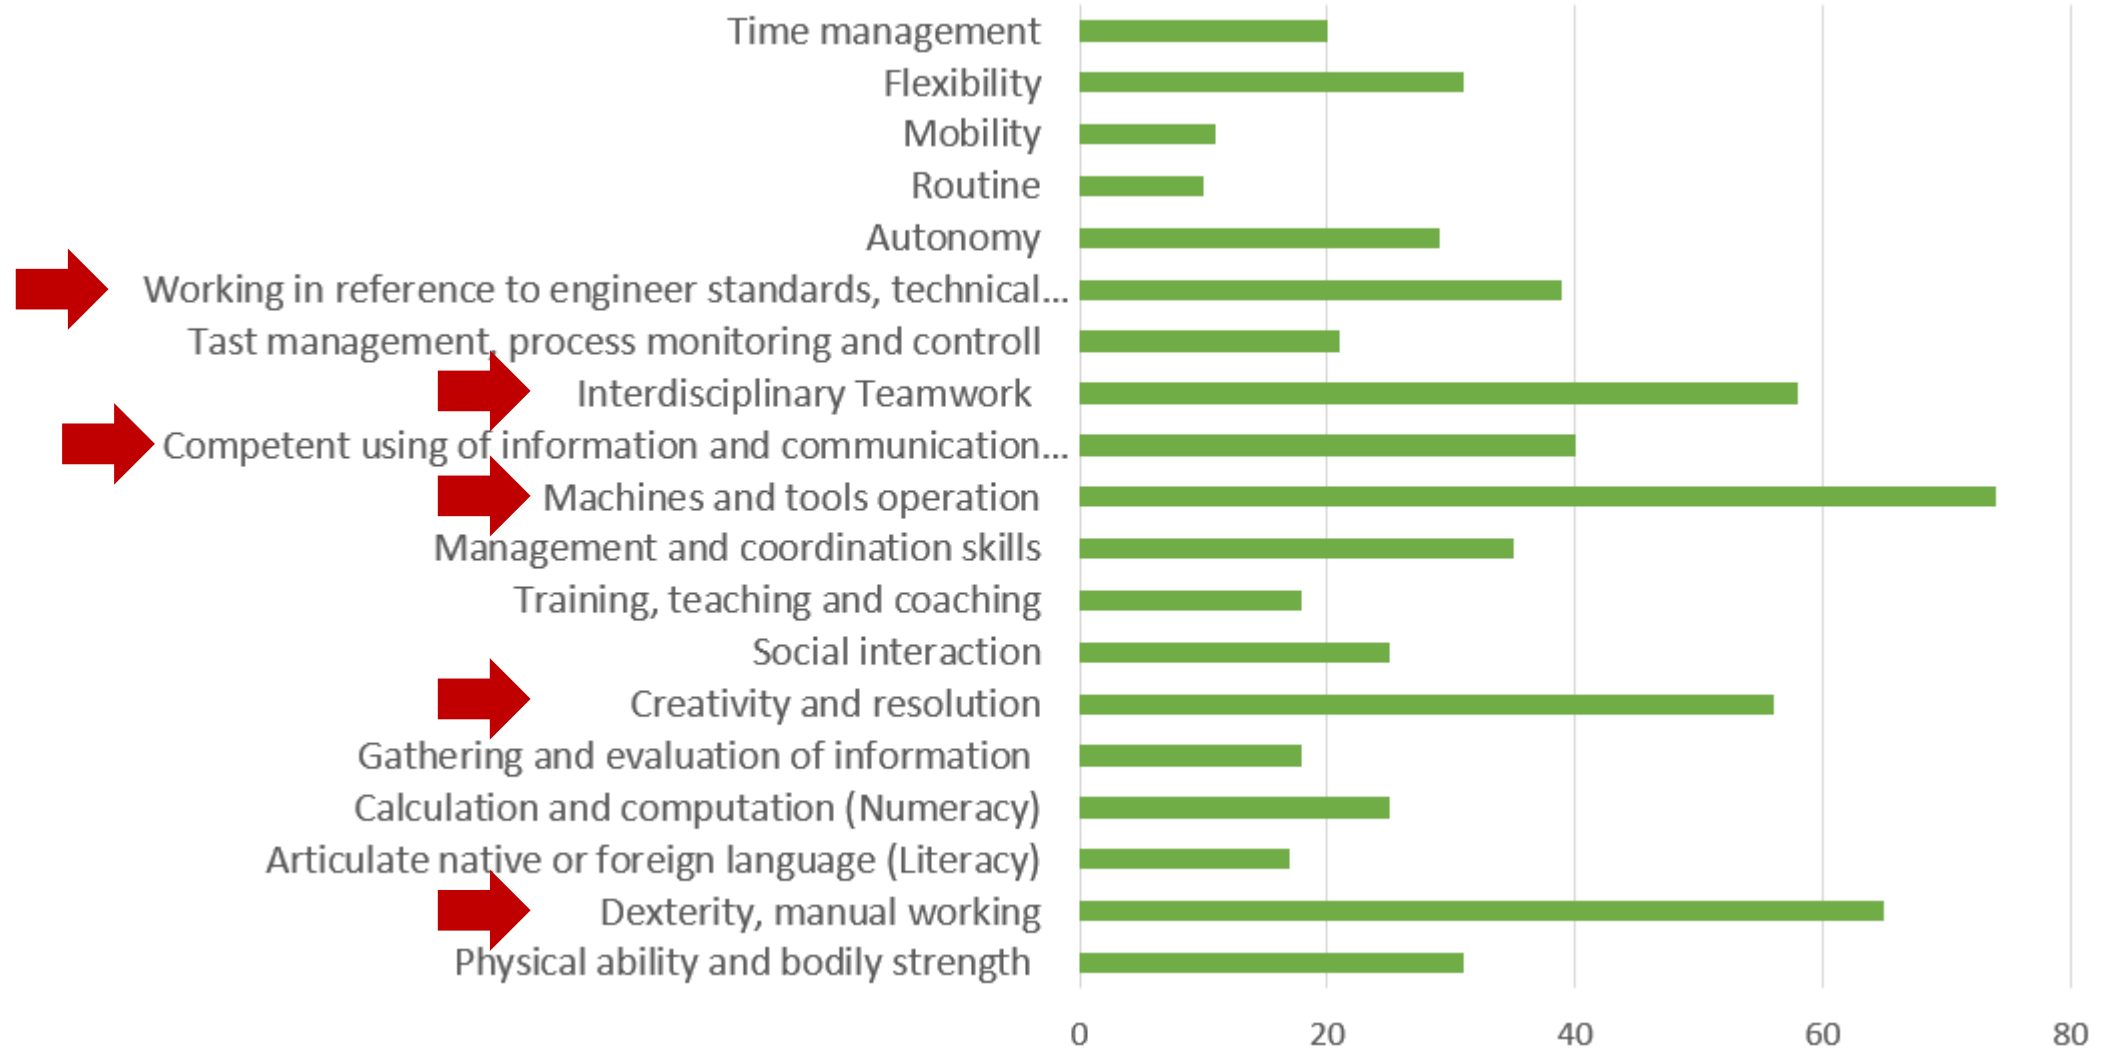 Time management
Flexibility
Mobility
Routine
Autonomy
Working in reference to engineer standards, technical...
Tast management, process monitoring and controll
Interdisciplinary Teamwork
Competent using of information and communication...
Machines and tools operation
Management and coordination skills
Training, teaching and coaching
Social interaction
Creativity and resolution
Gathering and evaluation of information
Calculation and computation (Numeracy)
Articulate native or foreign language (Literacy)
Dexterity, manual working
Physical ability and bodily strength
0 20 40 60 80